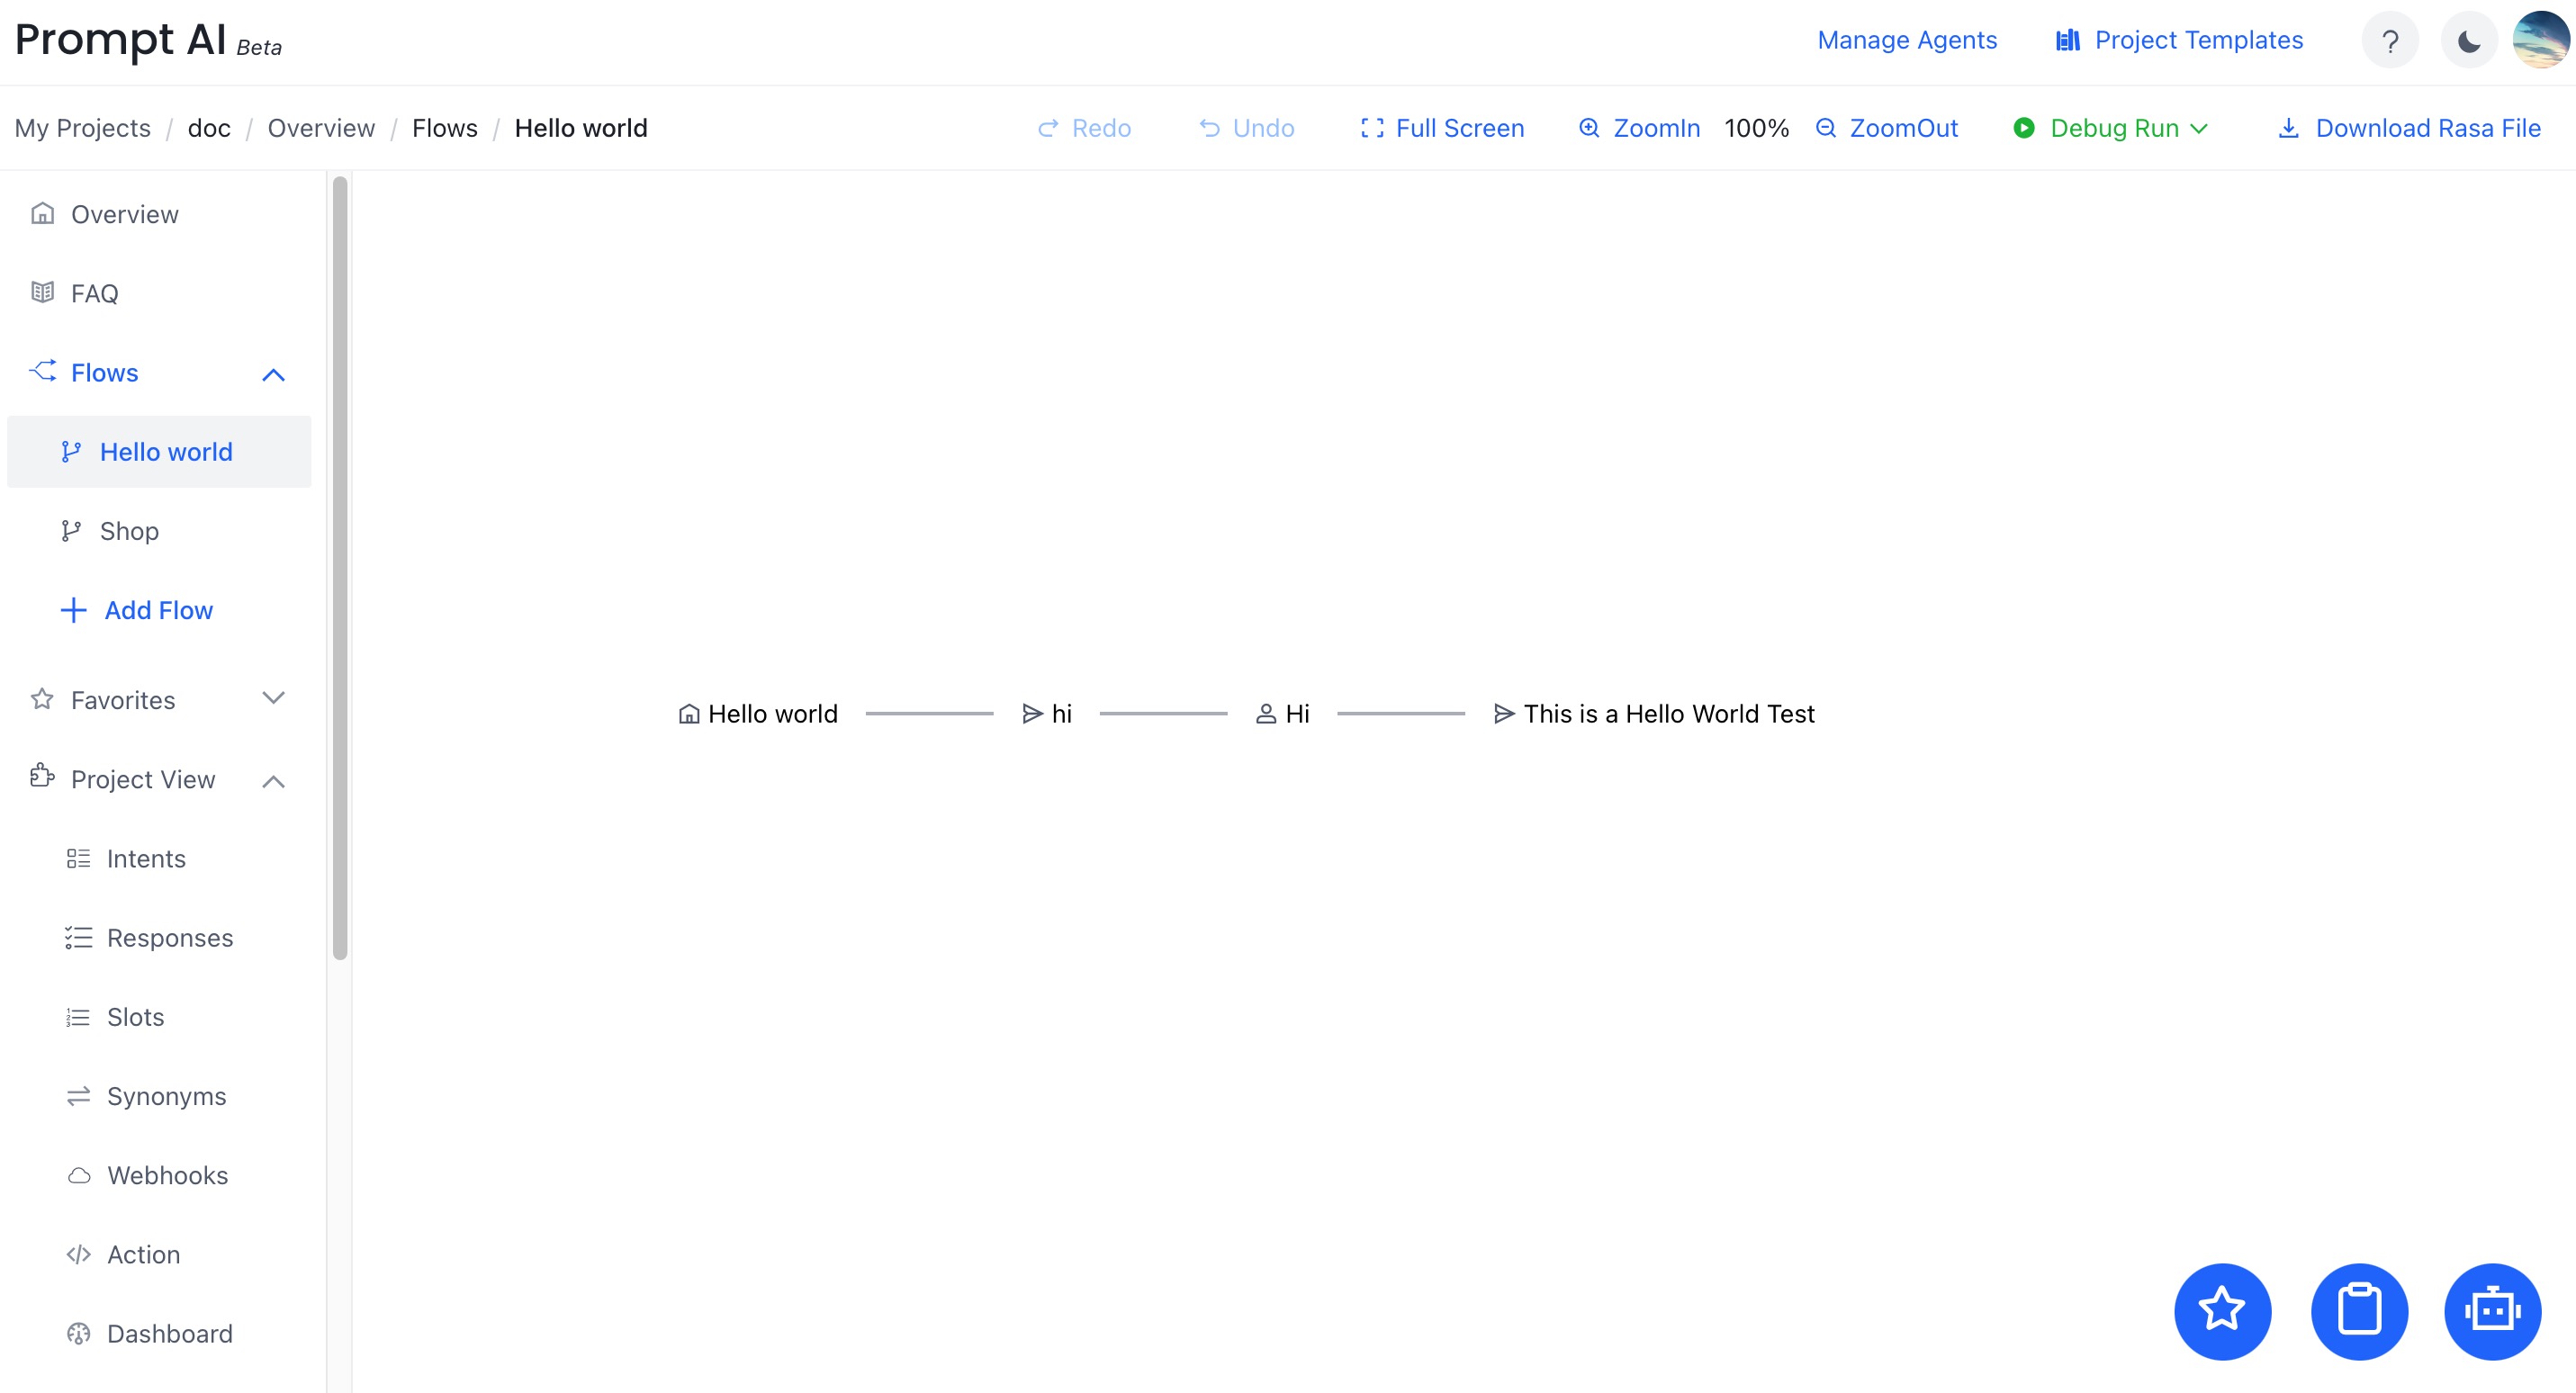 Prompt AI Beta
Manage Agents
Project Templates
?
My Projects / doc / Overview / Flows / Hello world
Redo
Undo
Full Screen
ZoomIn
100%
ZoomOut
Debug Run
Download Rasa File
Overview
FAQ
Flows
Hello world
Shop
Add Flow
Favorites
Project View
Intents
Responses
Slots
Synonyms
Webhooks
Action
Dashboard
Hello world
hi
Hi
This is a Hello World Test